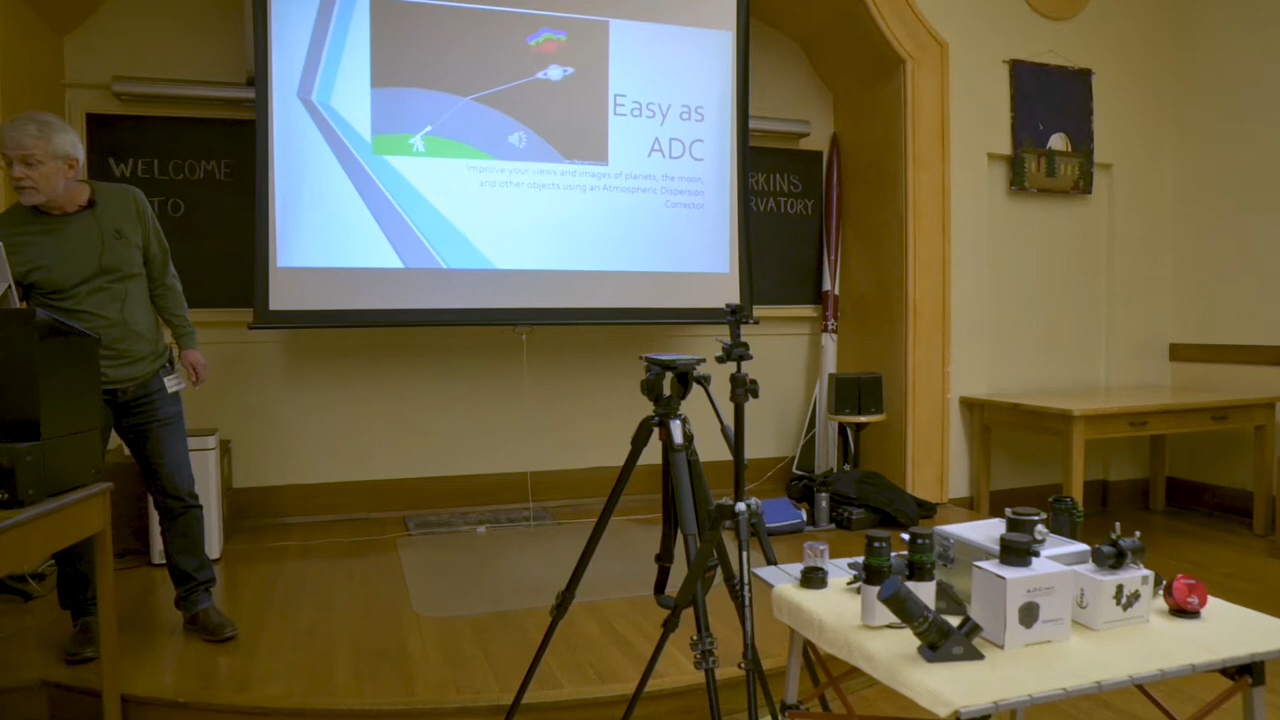 WELCOME
TO
RKINS
RVATORY
Easy as
ADC
Improve your views and images of planets, the moon,
and other objects using an Atmospheric Dispersion
Corrector